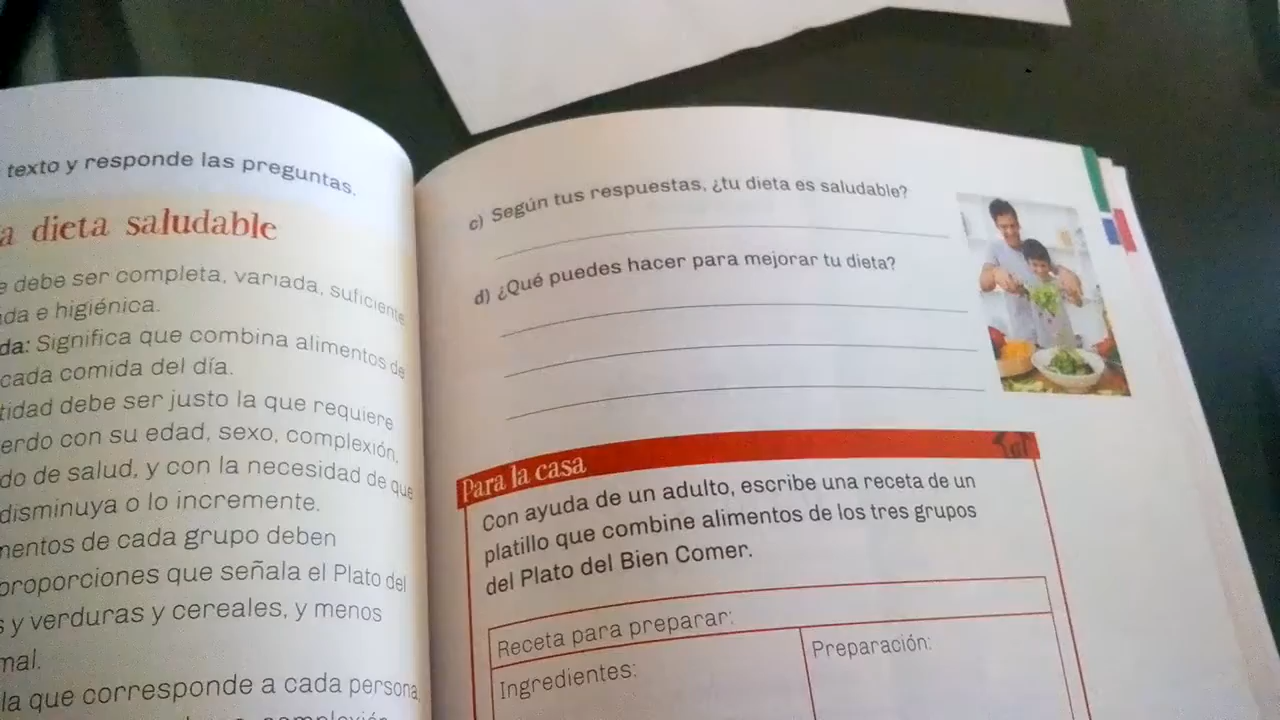 texto y responde las preguntas.
a dieta saludable
debe ser completa, variada, suficiente
da e higiénica.
da: Significa que combina alimentos de
cada comida del día.
tidad debe ser justo la que requiere
erdo con su edad, sexo, complexión,
do de salud, y con la necesidad de que
disminuya o lo incremente.
mentos de cada grupo deben
proporciones que señala el Plato del
s y verduras y cereales, y menos
mal.
la que corresponde a cada persona
c) Según tus respuestas, ¿tu dieta es saludable?
d) ¿Qué puedes hacer para mejorar tu dieta?
Para la casa
Con ayuda de un adulto, escribe una receta de un
platillo que combine alimentos de los tres grupos
del Plato del Bien Comer.
Receta para preparar:
Ingredientes:
Preparación: